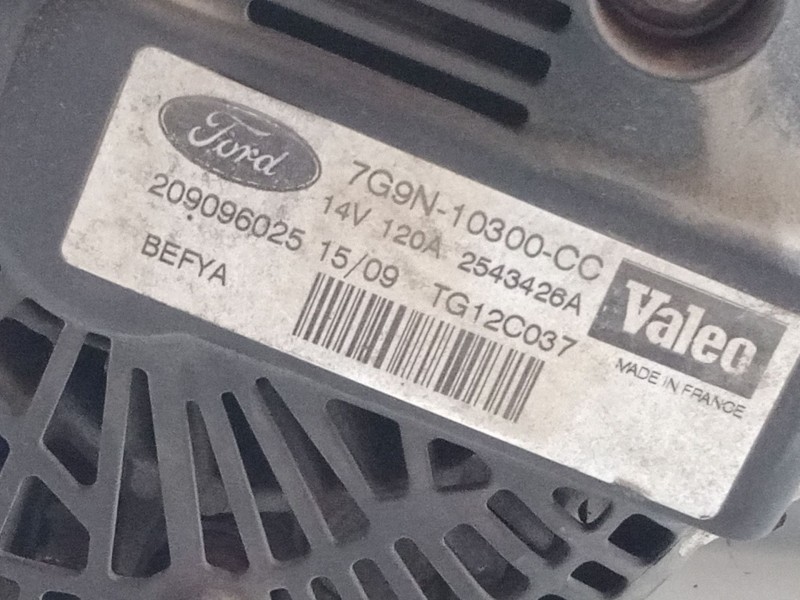 Ford
7G9N-10300-CC
14V 120A 2543426A
209096025 15/09 TG12C037
BEFYA
Valeo
MADE IN FRANCE